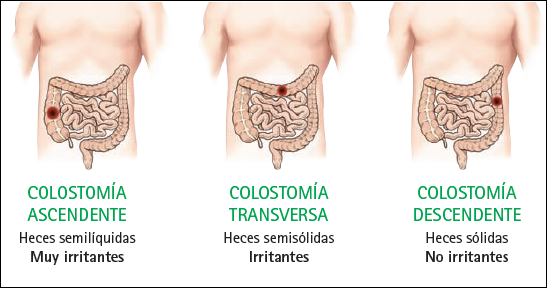 COLOSTOMÍA
ASCENDENTE
Heces semilíquidas
Muy irritantes
COLOSTOMÍA
TRANSVERSA
Heces semisólidas
Irritantes
COLOSTOMÍA
DESCENDENTE
Heces sólidas
No irritantes